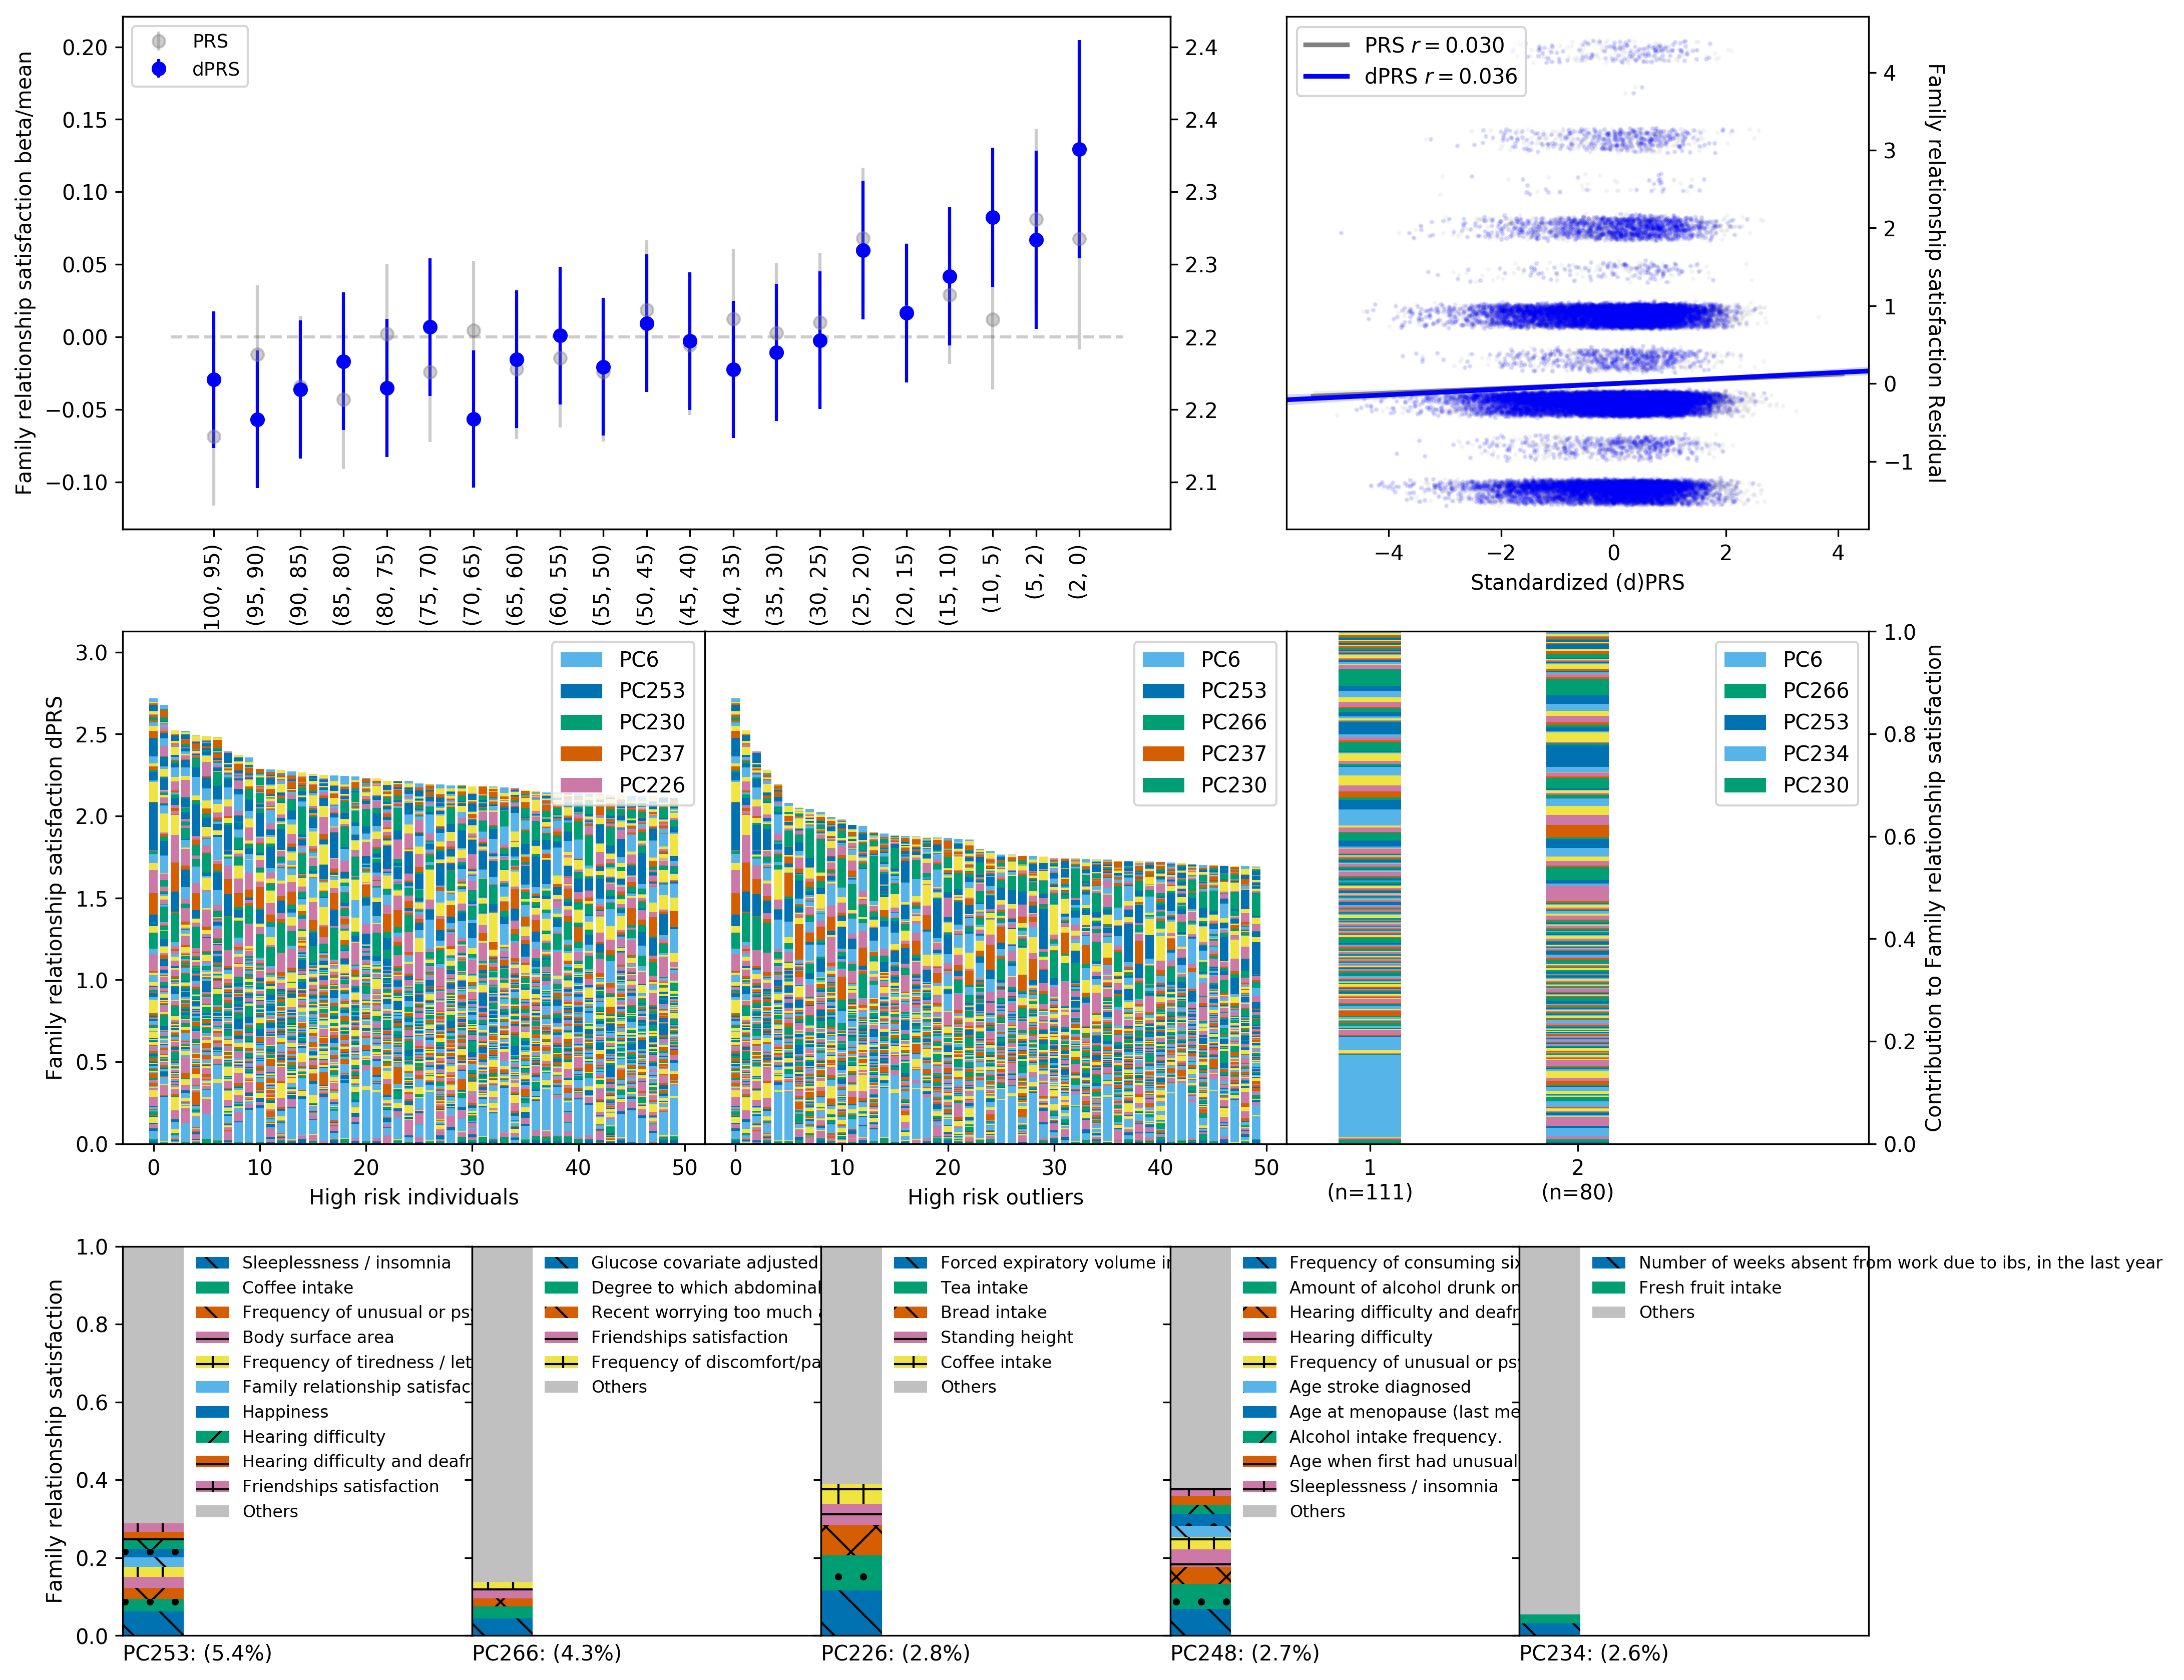 Family relationship satisfaction beta/mean
0.20
0.15
0.10
0.05
0.00
−0.05
−0.10
PRS
dPRS
2.4
2.4
2.3
2.3
2.2
2.2
2.1
100, 95)
(95, 90)
(90, 85)
(85, 80)
(80, 75)
(75, 70)
(70, 65)
(65, 60)
(60, 55)
(55, 50)
(50, 45)
(45, 40)
(40, 35)
(35, 30)
(30, 25)
(25, 20)
(20, 15)
(15, 10)
(10, 5)
(5, 2)
(2, 0)
PRS r = 0.030
dPRS r = 0.036
4
3
2
1
0
−1
Family relationship satisfaction Residual
−4
−2
0
2
4
Standardized (d)PRS
Family relationship satisfaction dPRS
3.0
2.5
2.0
1.5
1.0
0.5
0.0
PC6
PC253
PC230
PC237
PC226
0
10
20
30
40
50
High risk individuals
PC6
PC253
PC266
PC237
PC230
0
10
20
30
40
50
High risk outliers
PC6
PC266
PC253
PC234
PC230
1
(n=111)
2
(n=80)
1.0
0.8
0.6
0.4
0.2
0.0
Contribution to Family relationship satisfaction
Family relationship satisfaction
1.0
0.8
0.6
0.4
0.2
0.0
Sleeplessness / insomnia
Coffee intake
Frequency of unusual or ps
Body surface area
Frequency of tiredness / let
Family relationship satisfac
Happiness
Hearing difficulty
Hearing difficulty and deafr
Friendships satisfaction
Others
PC253: (5.4%)
Glucose covariate adjusted
Degree to which abdominal
Recent worrying too much a
Friendships satisfaction
Frequency of discomfort/pa
Others
PC266: (4.3%)
Forced expiratory volume in
Tea intake
Bread intake
Standing height
Coffee intake
Others
PC226: (2.8%)
Frequency of consuming six
Amount of alcohol drunk on
Hearing difficulty and deafr
Hearing difficulty
Frequency of unusual or ps
Age stroke diagnosed
Age at menopause (last me
Alcohol intake frequency.
Age when first had unusual
Sleeplessness / insomnia
Others
PC248: (2.7%)
Number of weeks absent from work due to ibs, in the last year
Fresh fruit intake
Others
PC234: (2.6%)